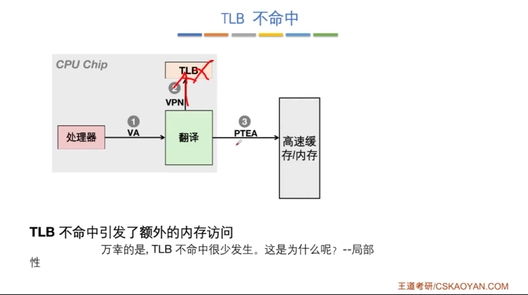 TLB 不命中
CPU Chip
TLB
2
VPN
1
3
处理器
VA
翻译
PTEA
高速缓
存/内存
TLB 不命中引发了额外的内存访问
万幸的是, TLB 不命中很少发生。这是为什么呢？--局部
性
王道考研/CSKAOYAN.COM